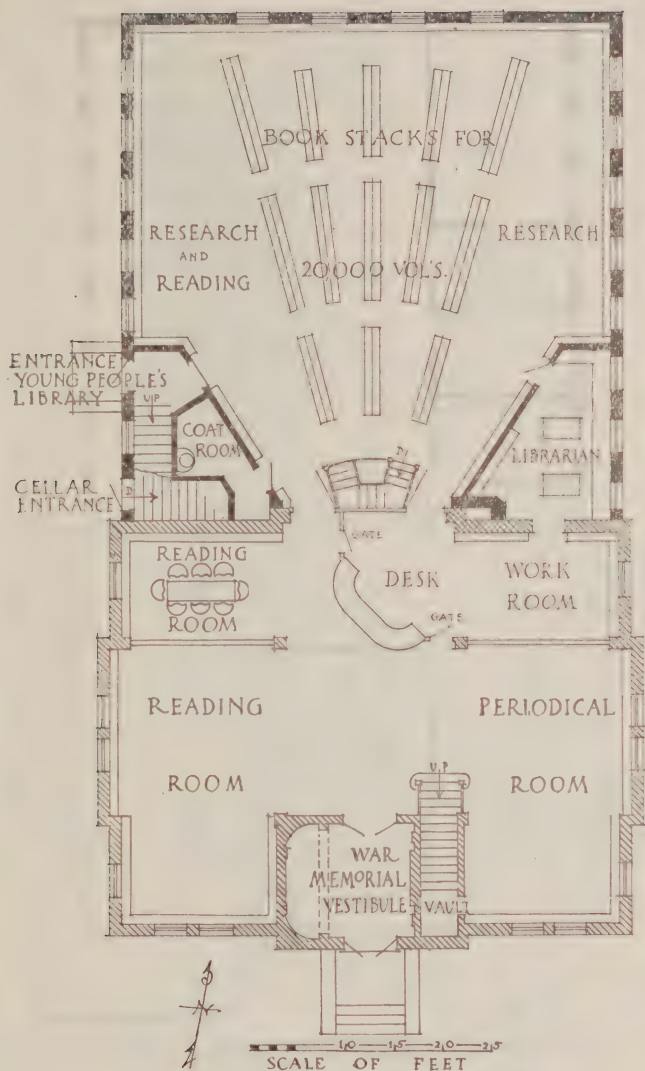 BOOK STACKS FOR
RESEARCH
AND
READING
RESEARCH
20000 VOL'S.
ENTRANCE
YOUNG PEOPLE'S
LIBRARY
UP
COAT
ROOM
LIBRARIAN
CELLAR
ENTRANCE
D
GATE
READING
ROOM
DESK
WORK
ROOM
GATE
READING
ROOM
PERIODICAL
ROOM
UP
WAR
MEMORIAL
VESTIBULE
VAULT
N
10 15 20 25
SCALE OF FEET